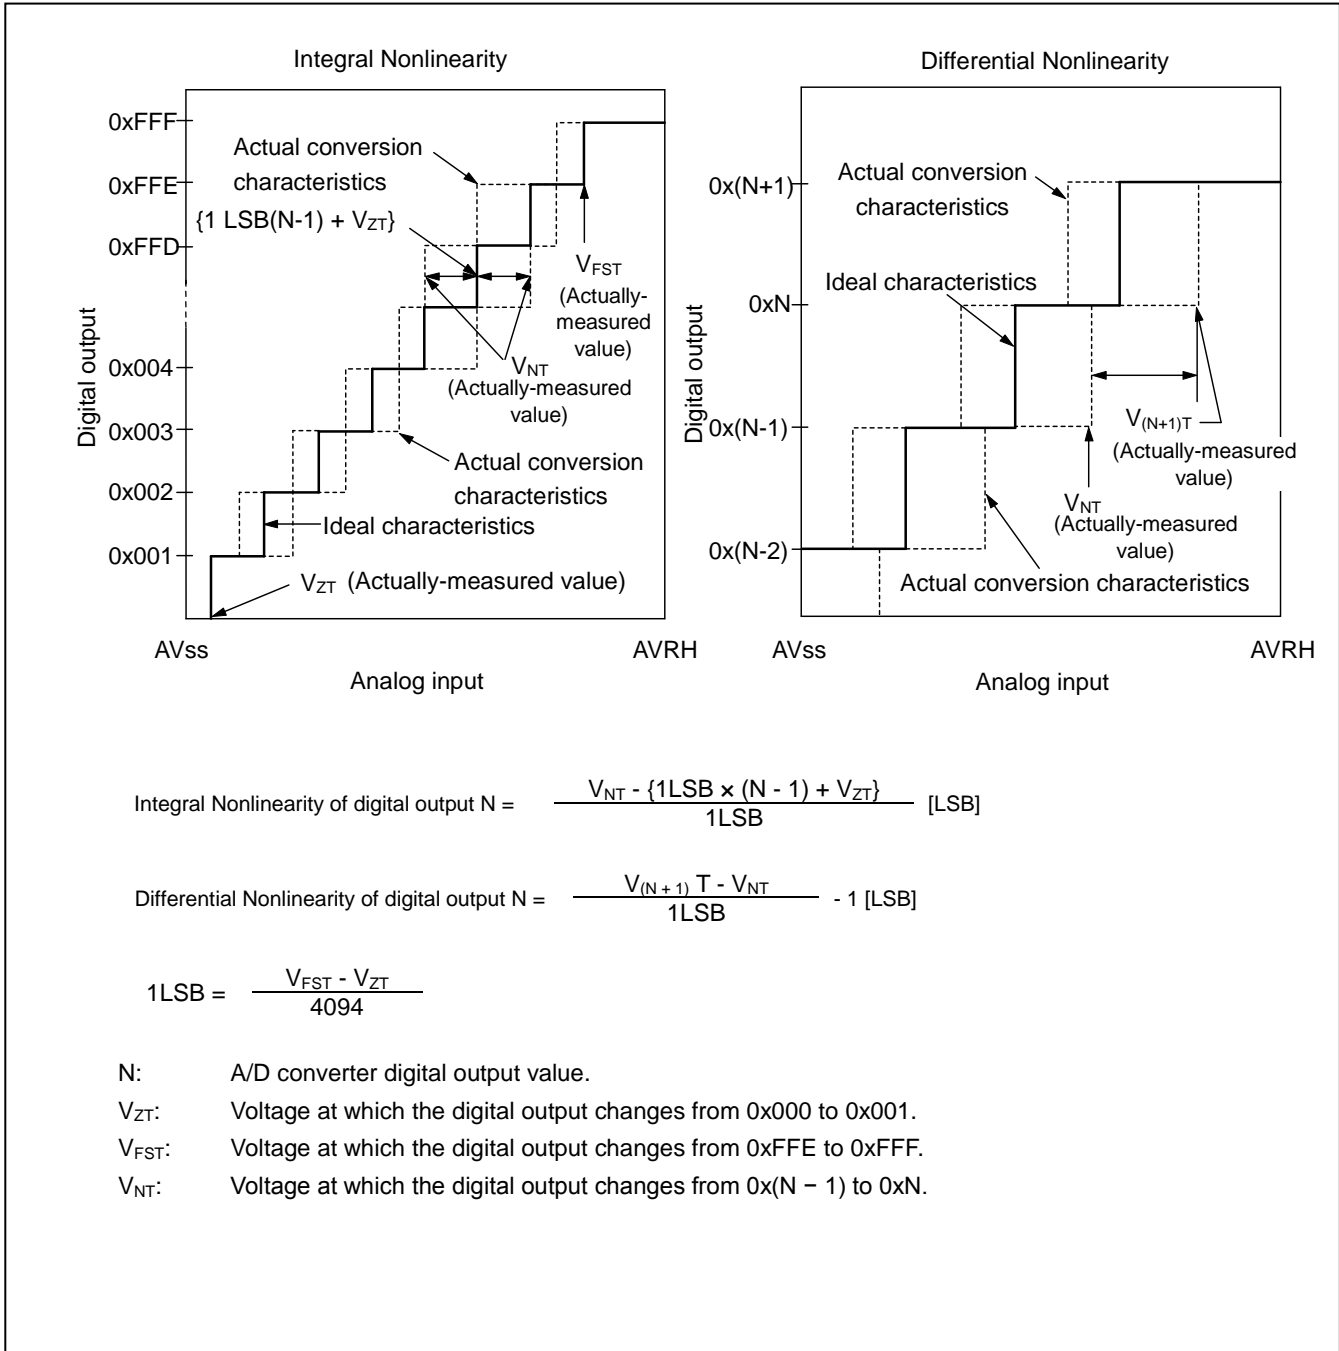 Integral Nonlinearity
0xFFF
0xFFE
0xFFD
0x004
0x003
0x002
0x001
Digital output
Actual conversion
characteristics
{1 LSB(N-1) + VZT}
VFST
(Actually-
measured
value)
VNT
(Actually-measured
value)
Actual conversion
characteristics
Ideal characteristics
VZT (Actually-measured value)
AVss
AVRH
Analog input
Differential Nonlinearity
0x(N+1)
0xN
0x(N-1)
0x(N-2)
Digital output
Actual conversion
characteristics
Ideal characteristics
V(N+1)T
(Actually-measured
value)
VNT
(Actually-measured
value)
Actual conversion characteristics
AVss
AVRH
Analog input
Integral Nonlinearity of digital output N =
VNT - {1LSB × (N - 1) + VZT}
1LSB
[LSB]
Differential Nonlinearity of digital output N =
V(N + 1) T - VNT
1LSB
- 1 [LSB]
1LSB =
VFST - VZT
4094
N: A/D converter digital output value.
VZT: Voltage at which the digital output changes from 0x000 to 0x001.
VFST: Voltage at which the digital output changes from 0xFFE to 0xFFF.
VNT: Voltage at which the digital output changes from 0x(N − 1) to 0xN.